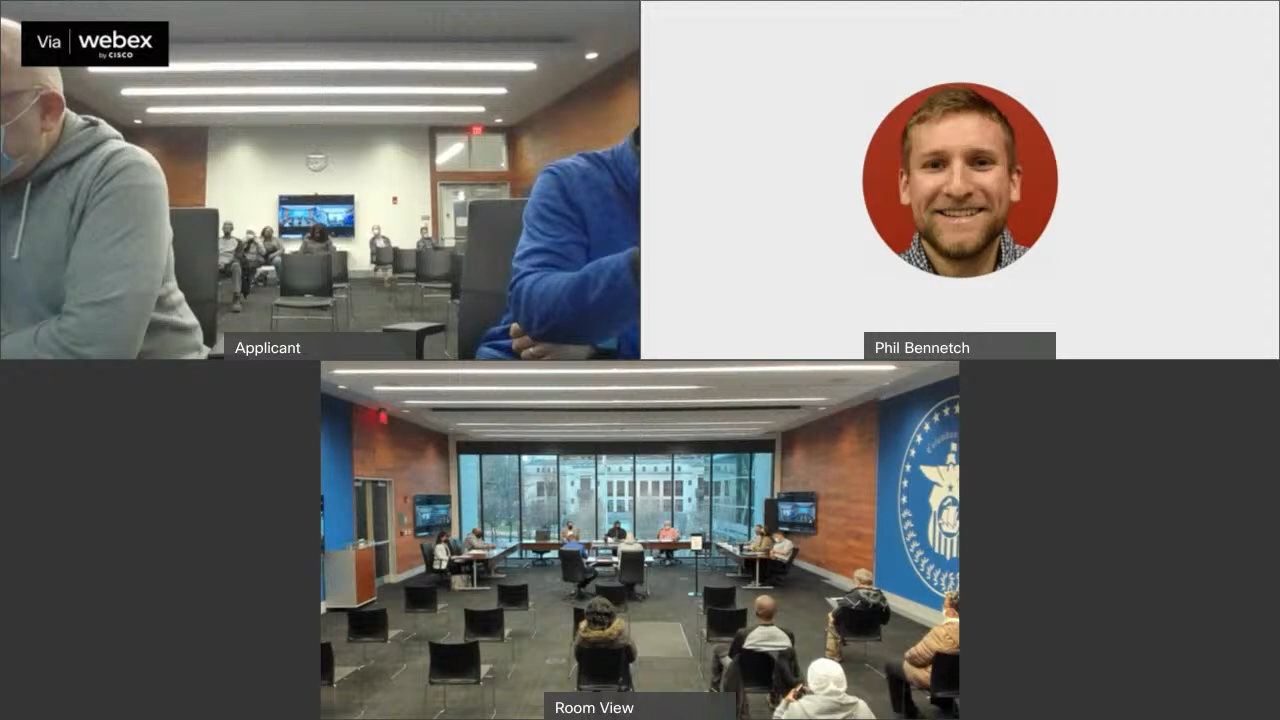 Via | webex
by CISCO
Applicant
Phil Bennetch
Room View